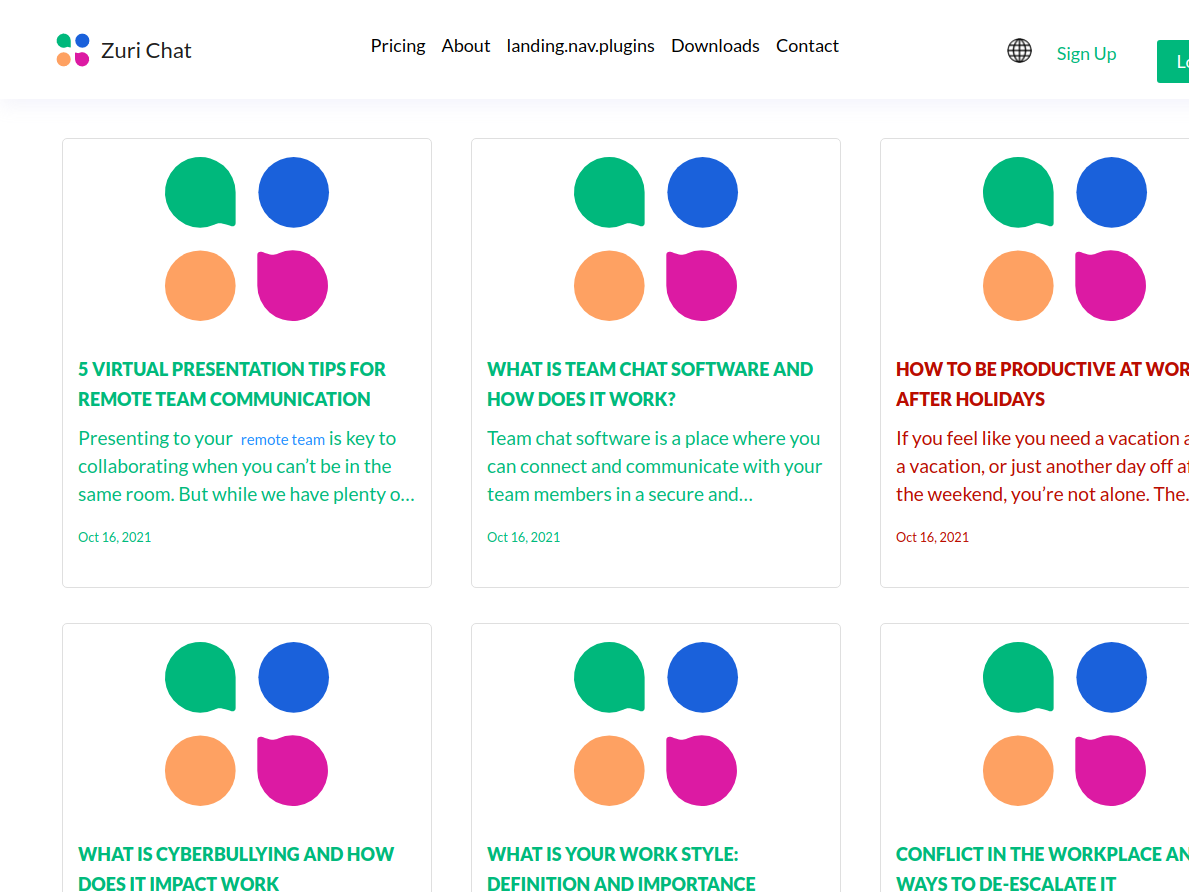 Zuri Chat
Pricing About landing.nav.plugins Downloads Contact
Sign Up
5 VIRTUAL PRESENTATION TIPS FOR
REMOTE TEAM COMMUNICATION
Presenting to your remote team is key to
collaborating when you can’t be in the
same room. But while we have plenty o…
Oct 16, 2021
WHAT IS TEAM CHAT SOFTWARE AND
HOW DOES IT WORK?
Team chat software is a place where you
can connect and communicate with your
team members in a secure and…
Oct 16, 2021
HOW TO BE PRODUCTIVE AT
AFTER HOLIDAYS
If you feel like you need a vacation
a vacation, or just another day off
the weekend, you’re not alone. The
Oct 16, 2021
WHAT IS CYBERBULLYING AND HOW
DOES IT IMPACT WORK
WHAT IS YOUR WORK STYLE:
DEFINITION AND IMPORTANCE
CONFLICT IN THE WORKPLACE
WAYS TO DE-ESCALATE IT